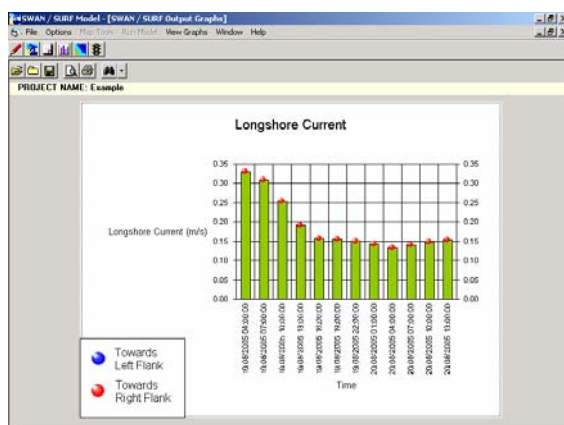 SWAN / SURF Model - [SWAN / SURF Output Graphs]
File Options Map Tools Run Model View Graphs Window Help
PROJECT NAME: Example
Longshore Current
0.35 0.35
0.30 0.30
0.25 0.25
0.20 0.20
Longshore Current (m/s)
0.15 0.15
0.10 0.10
0.05 0.05
0.00 0.00
19/08/2005 04:00:00
19/08/2005 07:00:00
19/08/2005 10:00:00
19/08/2005 13:00:00
19/08/2005 16:00:00
19/08/2005 19:00:00
19/08/2005 22:00:00
20/08/2005 01:00:00
20/08/2005 04:00:00
20/08/2005 07:00:00
20/08/2005 10:00:00
20/08/2005 13:00:00
Time
Towards
Left Flank
Towards
Right Flank